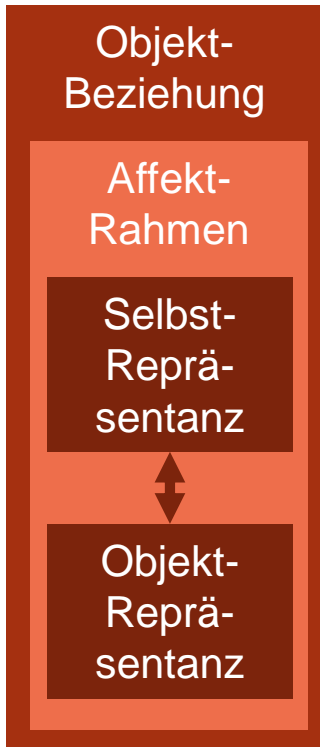 Objekt-
Beziehung
Affekt-
Rahmen
Selbst-
Reprä-
sentanz
Objekt-
Reprä-
sentanz